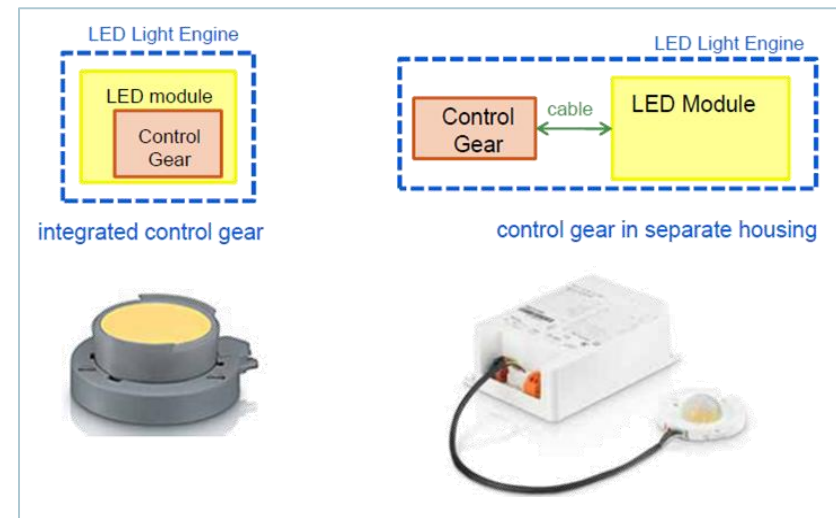 LED Light Engine
LED module
Control
Gear
integrated control gear
LED Light Engine
Control
Gear
cable
LED Module
control gear in separate housing